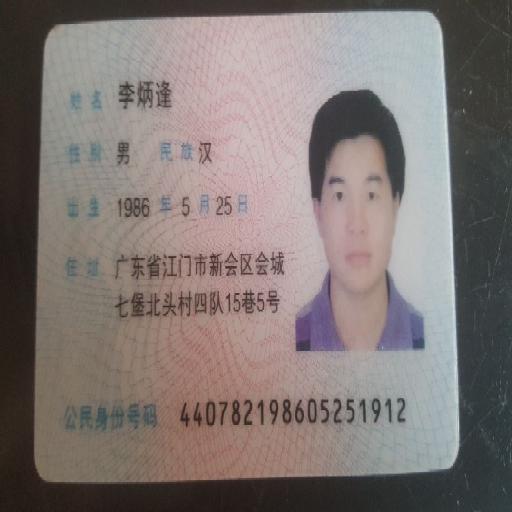 姓名 李炳逢
性别 男 民族 汉
出生 1986 年 5 月 25 日
住址 广东省江门市新会区会城
七堡北头村四队15巷5号
公民身份号码 440782198605251912